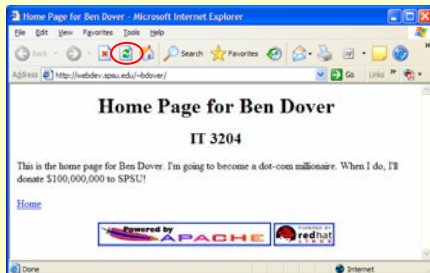 Home Page for Ben Dover - Microsoft Internet Explorer
File Edit View Favorites Tools Help
Back Search Favorites
Address http://webdev.spsu.edu/~bdover/ Go Links
Home Page for Ben Dover
IT 3204
This is the home page for Ben Dover. I'm going to become a dot-com millionaire. When I do, I'll
donate $100,000,000 to SPSU!
Home
Powered by
APACHE
POWERED BY
redhat
LINUX
Done Internet